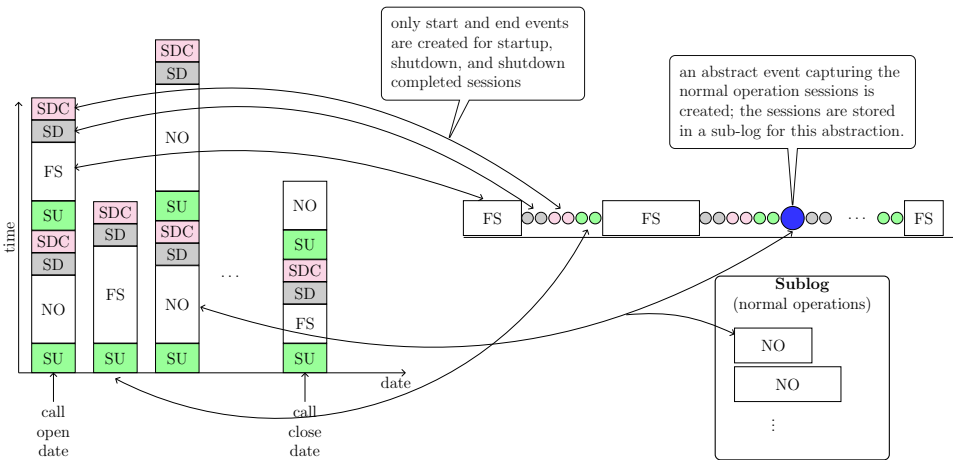 only start and end events
are created for startup,
shutdown, and shutdown
completed sessions
an abstract event capturing the
normal operation sessions is
created; the sessions are stored
in a sub-log for this abstraction.
time
SDC
SD
FS
SU
SDC
SD
NO
SU
SDC
SD
FS
SU
SDC
SD
NO
SU
SDC
SD
NO
SU
...
NO
SU
SDC
SD
FS
SU
date
call
open
date
call
close
date
FS
FS
...
FS
Sublog
(normal operations)
NO
NO
⋮